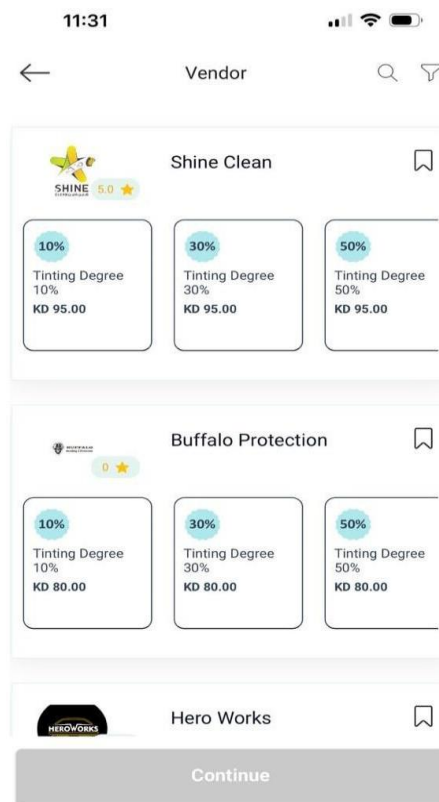 11:31
Vendor
Shine Clean
SHINE
5.0
10%
Tinting Degree
10%
KD 95.00
30%
Tinting Degree
30%
KD 95.00
50%
Tinting Degree
50%
KD 95.00
Buffalo Protection
0
10%
Tinting Degree
10%
KD 80.00
30%
Tinting Degree
30%
KD 80.00
50%
Tinting Degree
50%
KD 80.00
HEROWORKS
Hero Works
Continue